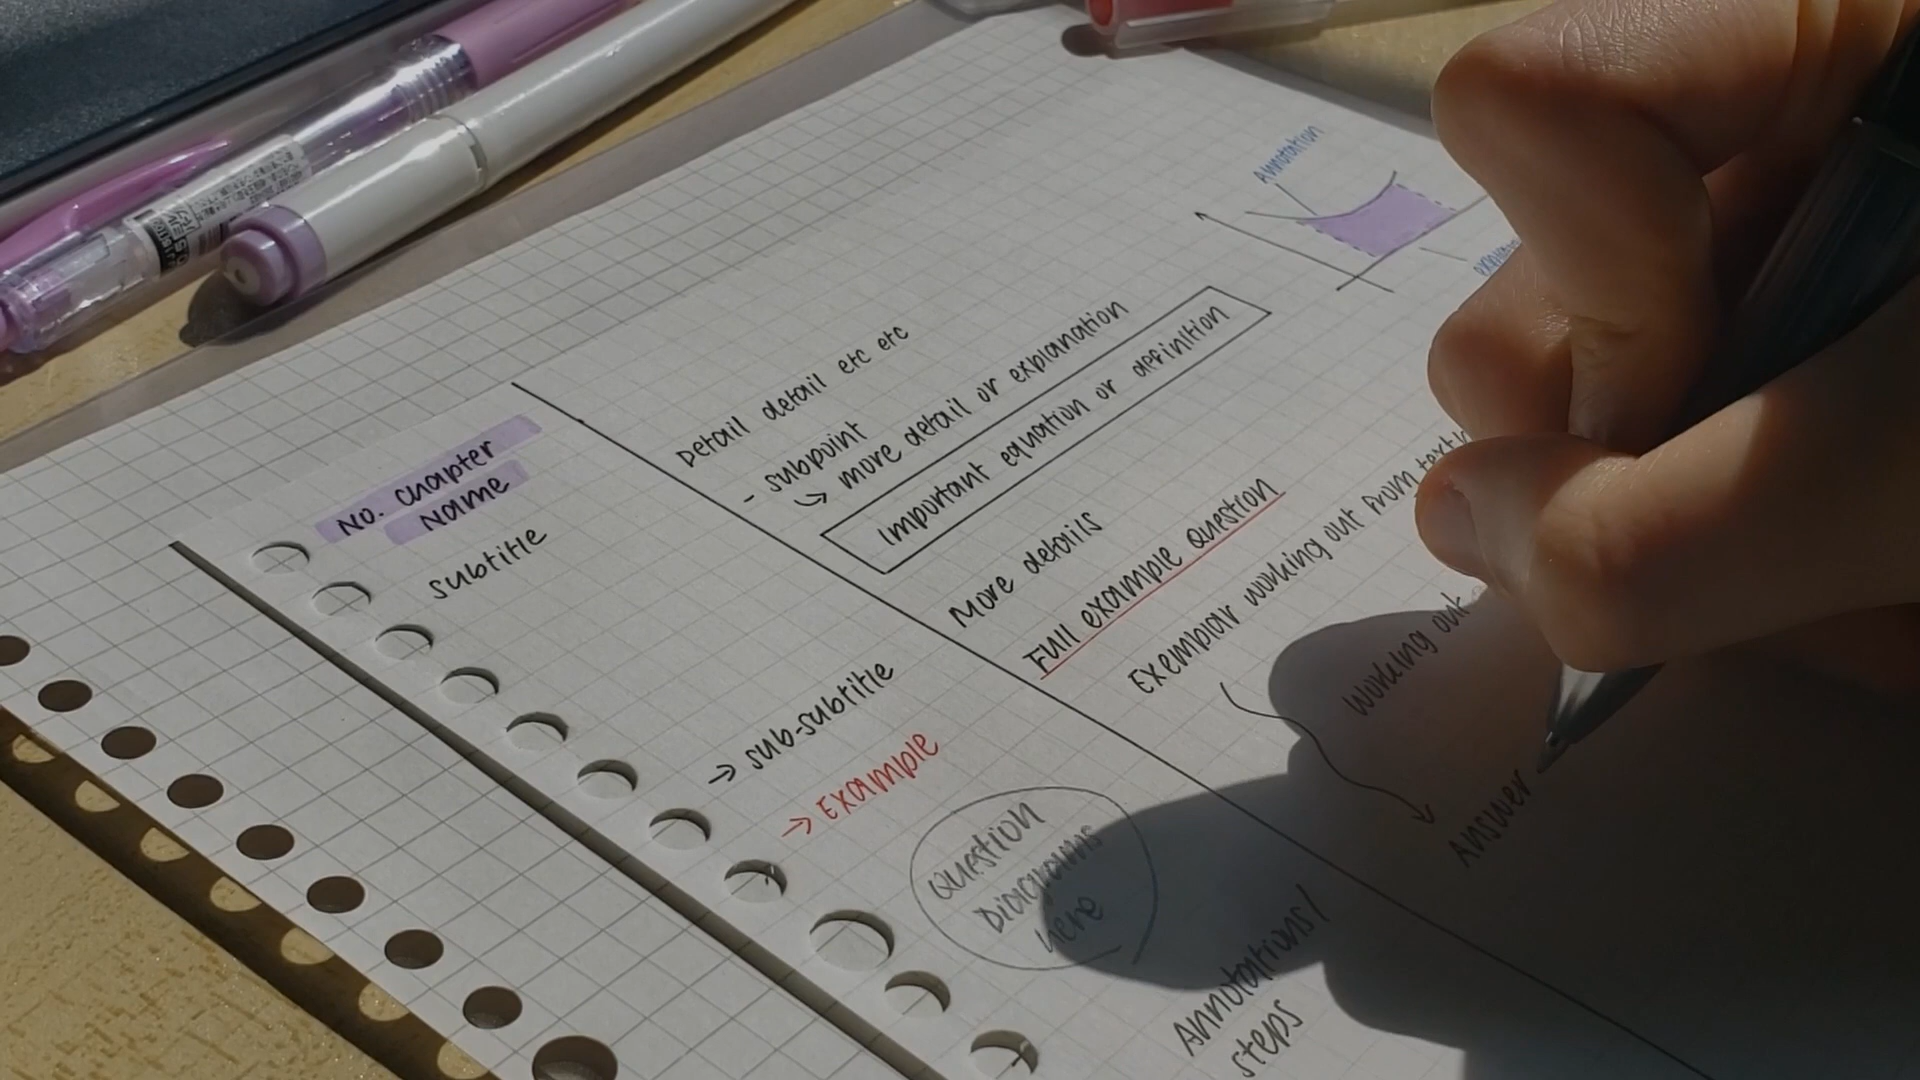 No. chapter
Name
subtitle
→ sub-subtitle
→ Example
Question
Diagrams
here
Annotations/
steps
Detail detail etc etc
- subpoint
↳ more detail or explanation
Important equation or definition
More details
Full example question
Exemplar working out from
working out
Answer
Annotation